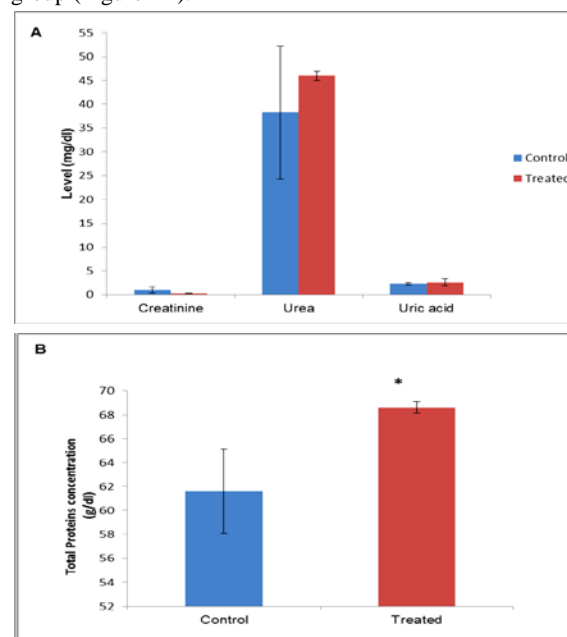 A
55
50
45
40
35
30
25
20
15
10
5
0
Level (mg/dl)
Creatinine Urea Uric acid
Control
Treated
B
*
70
68
66
64
62
60
58
56
54
52
Total Proteins concentration
(g/dl)
Control Treated